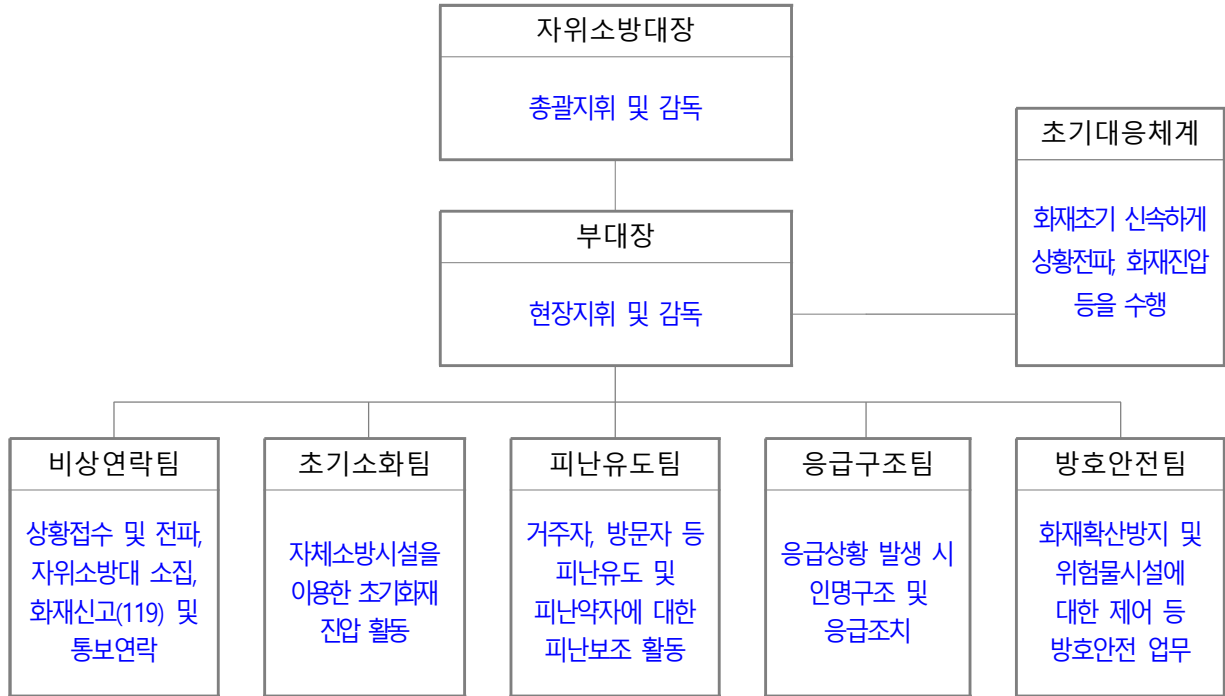 자위소방대장
총괄지휘 및 감독
초기대응체계
화재초기 신속하게
상황전파, 화재진압
등을 수행
부대장
현장지휘 및 감독
비상연락팀
상황접수 및 전파,
자위소방대 소집,
화재신고(119) 및
통보연락
초기소화팀
자체소방시설을
이용한 초기화재
진압 활동
피난유도팀
거주자, 방문자 등
피난유도 및
피난약자에 대한
피난보조 활동
응급구조팀
응급상황 발생 시
인명구조 및
응급조치
방호안전팀
화재확산방지 및
위험물시설에
대한 제어 등
방호안전 업무